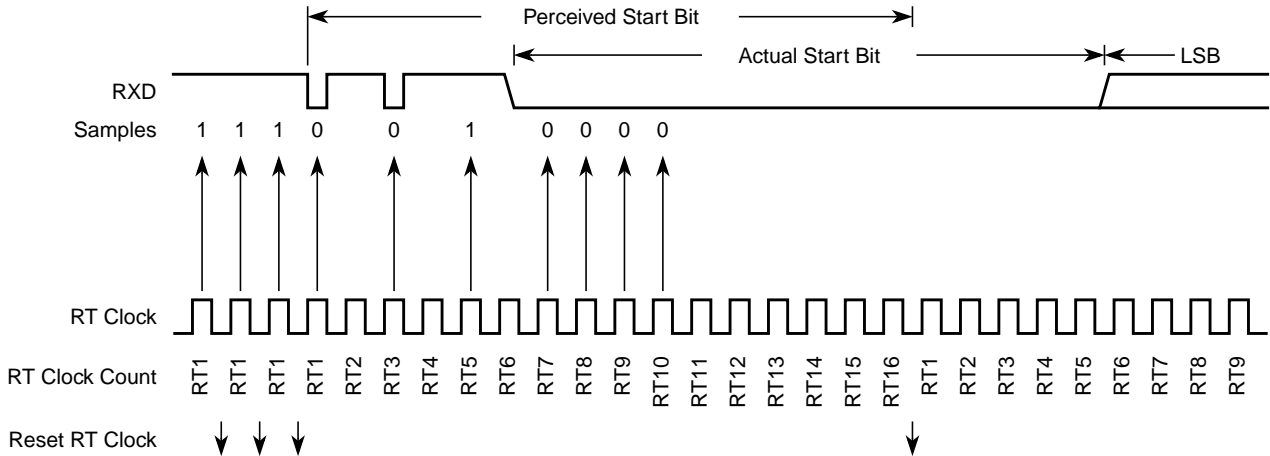 Perceived Start Bit
Actual Start Bit LSB
RXD
Samples 1 1 1 0 0 1 0 0 0 0
RT Clock
RT Clock Count RT1 RT1 RT1 RT1 RT2 RT3 RT4 RT5 RT6 RT7 RT8 RT9 RT10 RT11 RT12 RT13 RT14 RT15 RT16 RT1 RT2 RT3 RT4 RT5 RT6 RT7 RT8 RT9
Reset RT Clock